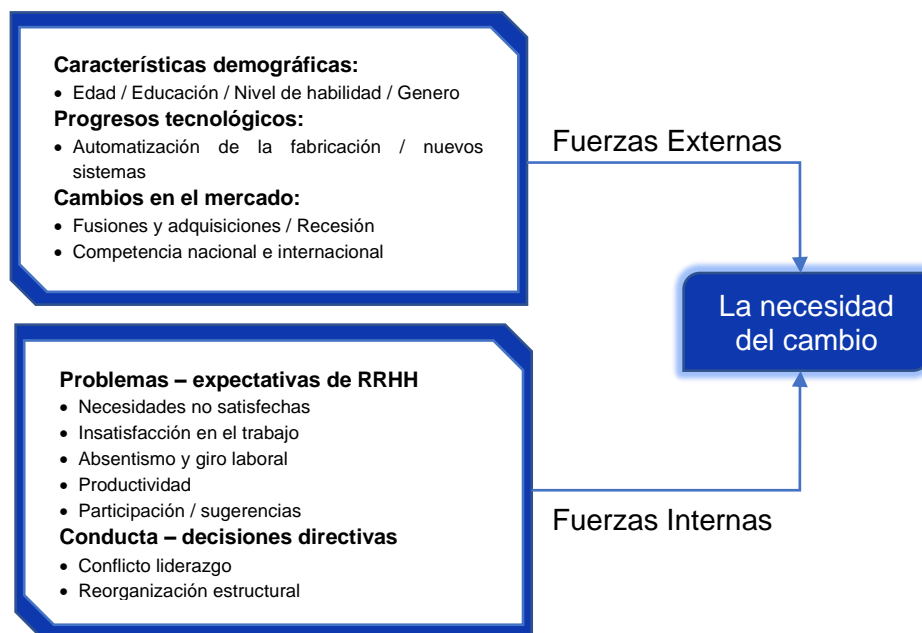 Características demográficas:
• Edad / Educación / Nivel de habilidad / Genero
Progresos tecnológicos:
• Automatización de la fabricación / nuevos
sistemas
Cambios en el mercado:
• Fusiones y adquisiciones / Recesión
• Competencia nacional e internacional
Fuerzas Externas
La necesidad
del cambio
Problemas – expectativas de RRHH
• Necesidades no satisfechas
• Insatisfacción en el trabajo
• Absentismo y giro laboral
• Productividad
• Participación / sugerencias
Conducta – decisiones directivas
• Conflicto liderazgo
• Reorganización estructural
Fuerzas Internas